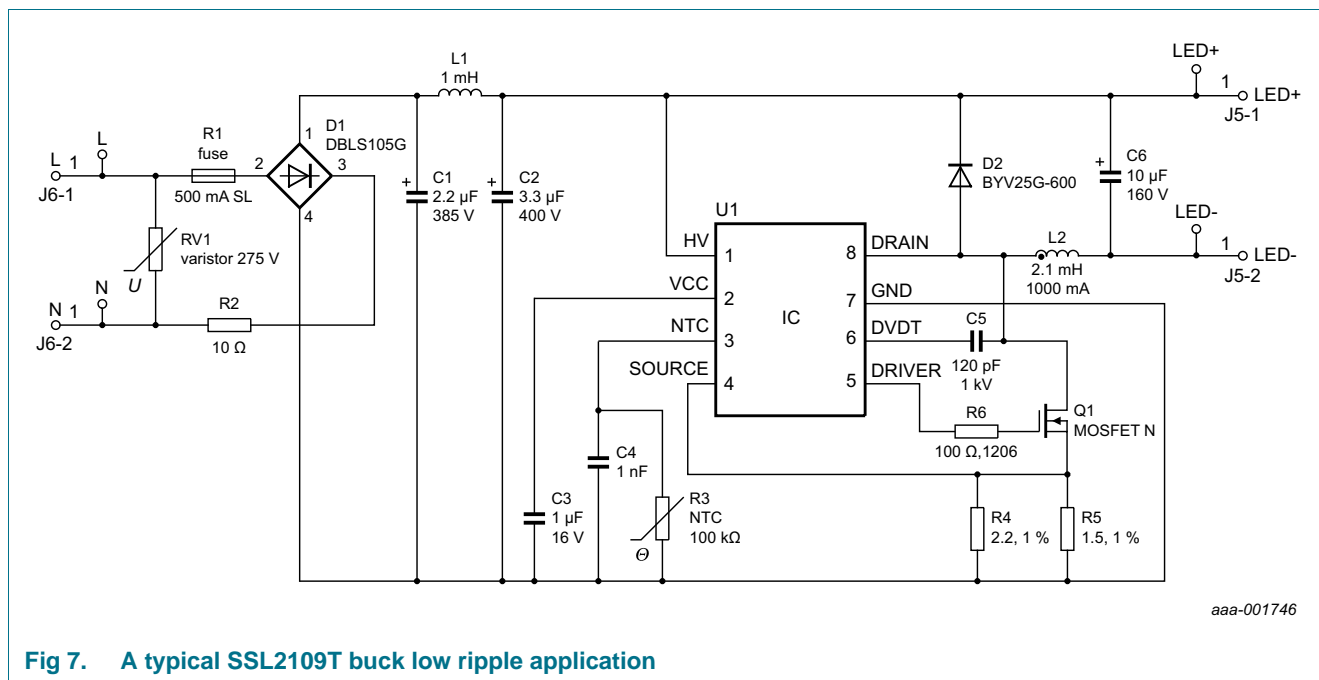 L1
1 mH
LED+
1
LED+
J5-1
R1
fuse
500 mA SL
D1
DBLS105G
1
2
3
4
L
L 1
J6-1
RV1
varistor 275 V
U
N
N 1
J6-2
R2
10 Ω
+
C1
2.2 μF
385 V
+
C2
3.3 μF
400 V
D2
BYV25G-600
+
C6
10 μF
160 V
LED-
1
LED-
J5-2
L2
2.1 mH
1000 mA
U1
IC
HV
1
VCC
2
NTC
3
SOURCE
4
8
DRAIN
7
GND
6
DVDT
5
DRIVER
C5
120 pF
1 kV
R6
100 Ω,1206
Q1
MOSFET N
C4
1 nF
C3
1 μF
16 V
R3
NTC
100 kΩ
Θ
R4
2.2, 1 %
R5
1.5, 1 %
aaa-001746
Fig 7. A typical SSL2109T buck low ripple application